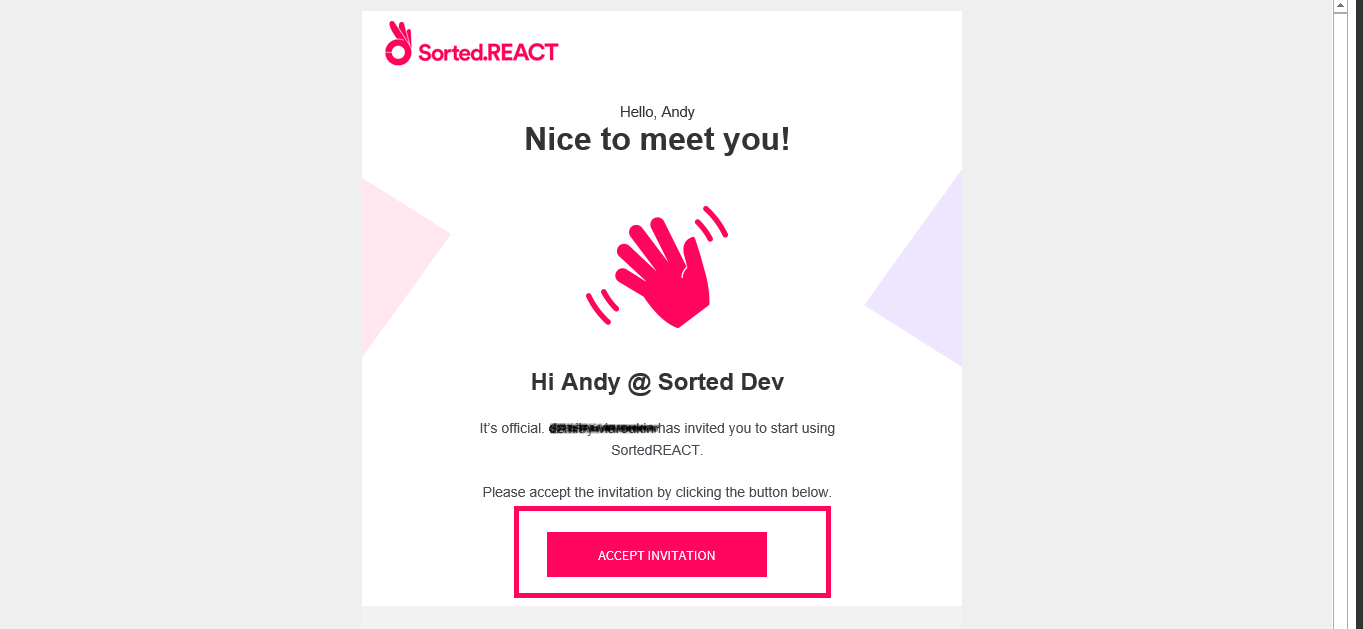 Sorted.REACT
Hello, Andy
Nice to meet you!
Hi Andy @ Sorted Dev
It's official. has invited you to start using
SortedREACT.
Please accept the invitation by clicking the button below.
ACCEPT INVITATION